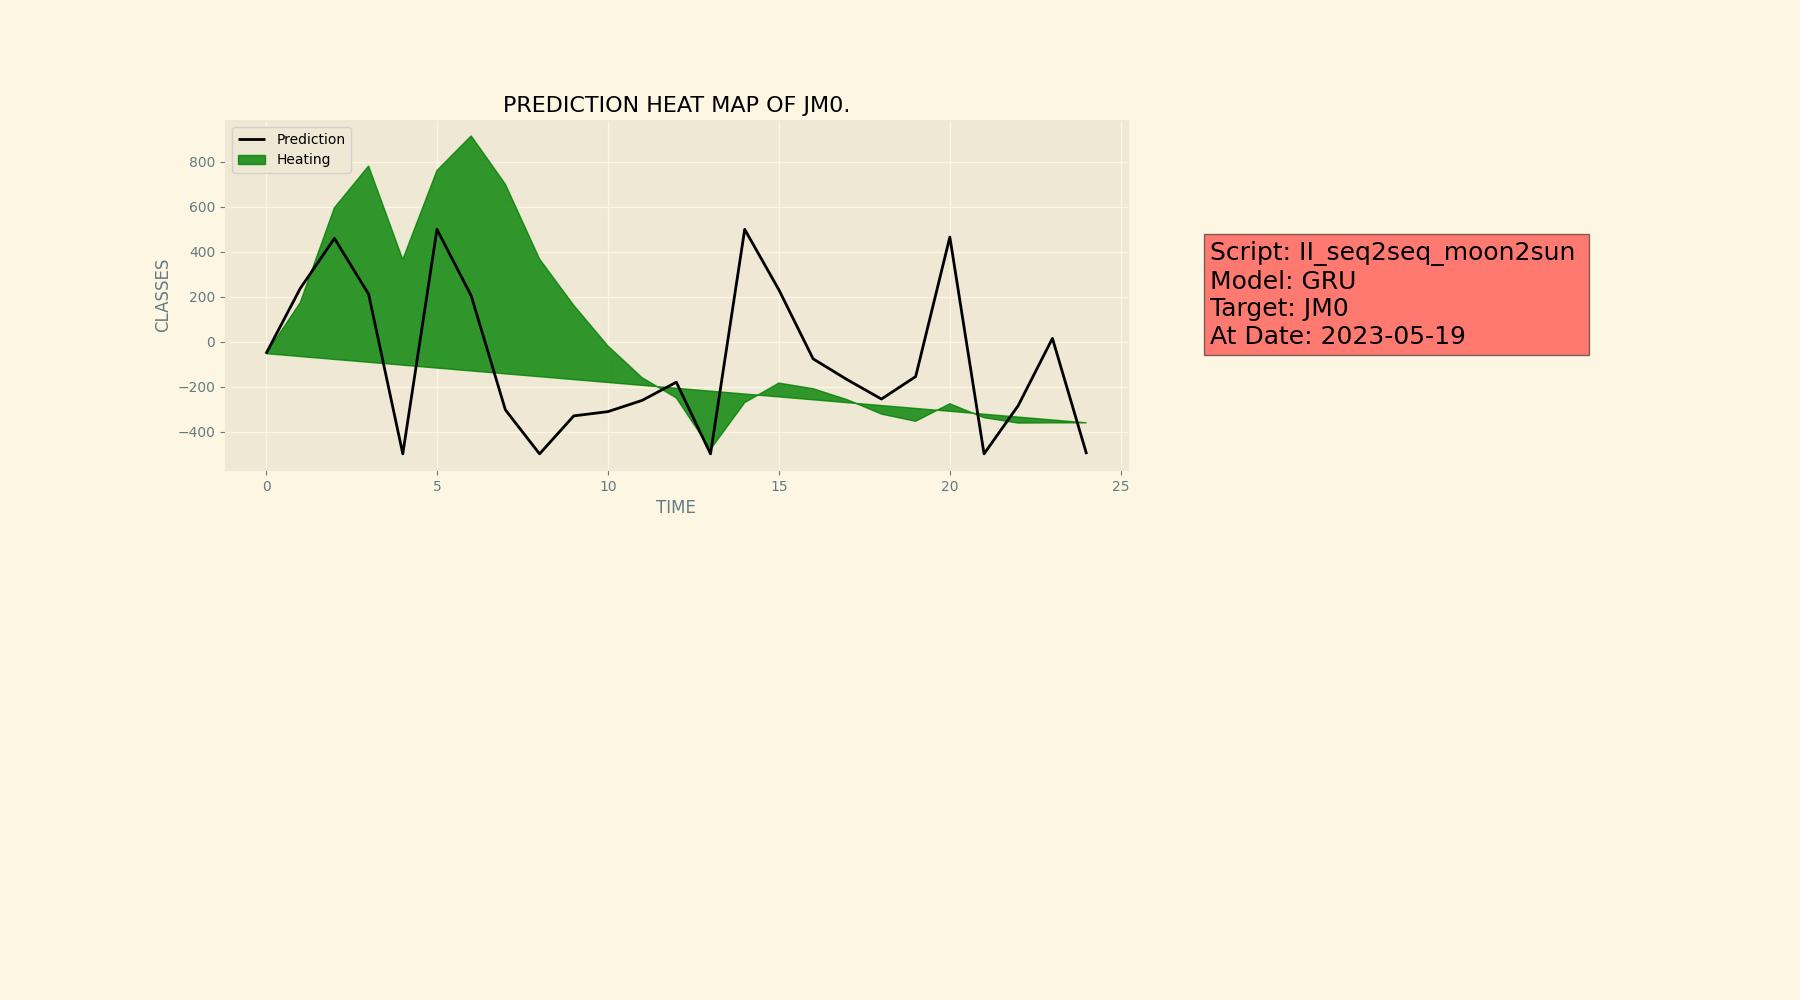 PREDICTION HEAT MAP OF JM0.
Prediction
Heating
800
600
400
200
0
−200
−400
CLASSES
0 5 10 15 20 25
TIME
Script: II_seq2seq_moon2sun
Model: GRU
Target: JM0
At Date: 2023-05-19